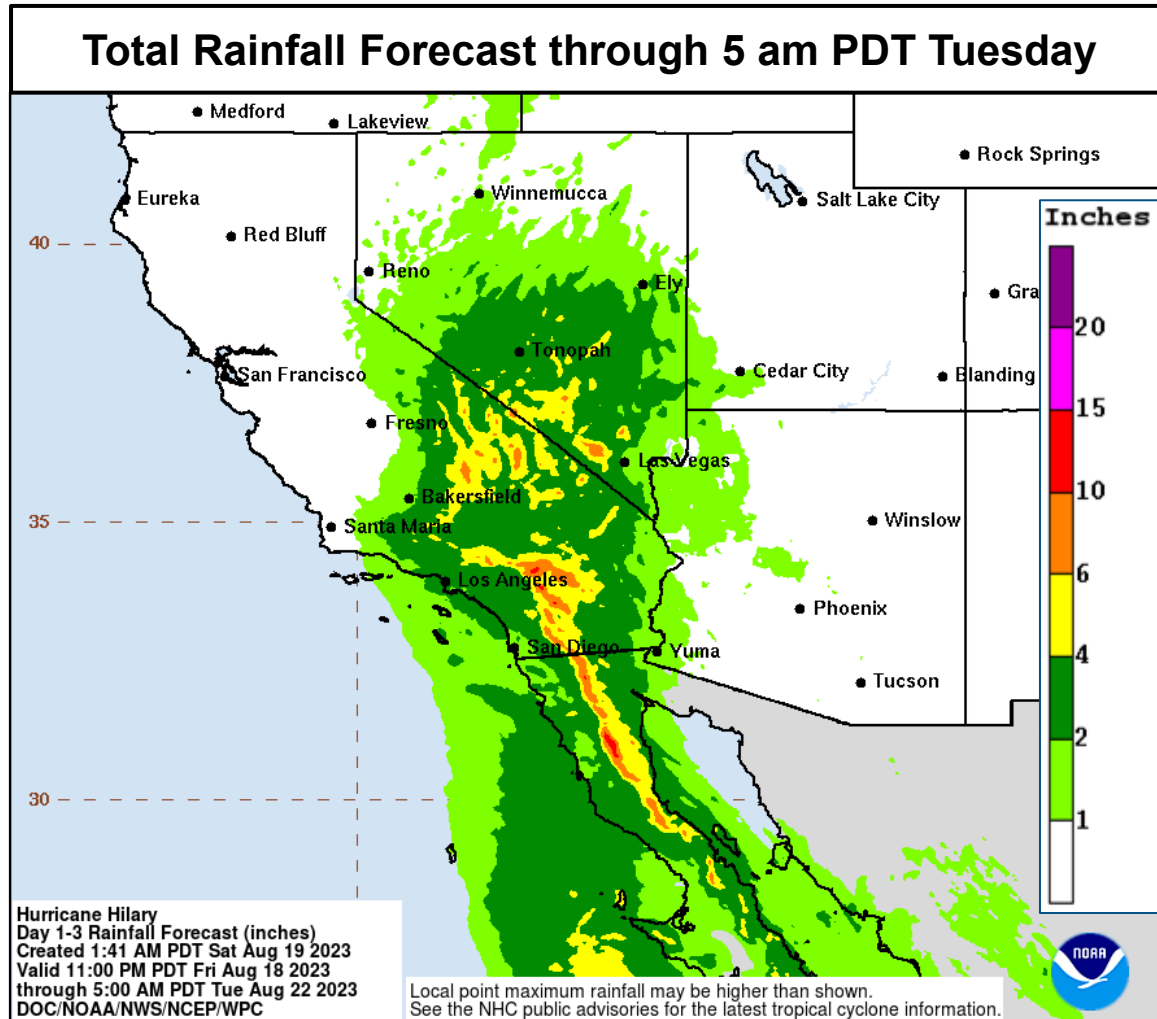 Total Rainfall Forecast through 5 am PDT Tuesday
Medford
Lakeview
Rock Springs
Eureka
Winnemucca
Salt Lake City
Inches
Red Bluff
40
Reno
Ely
Gra
20
Tonopah
San Francisco
Cedar City
Blanding
15
Fresno
Las Vegas
10
Bakersfield
35
Santa Maria
Winslow
6
Los Angeles
Phoenix
4
San Diego
Yuma
Tucson
2
30
1
Hurricane Hilary
Day 1-3 Rainfall Forecast (inches)
Created 1:41 AM PDT Sat Aug 19 2023
Valid 11:00 PM PDT Fri Aug 18 2023
through 5:00 AM PDT Tue Aug 22 2023
DOC/NOAA/NWS/NCEP/WPC
Local point maximum rainfall may be higher than shown.
See the NHC public advisories for the latest tropical cyclone information.
NOAA